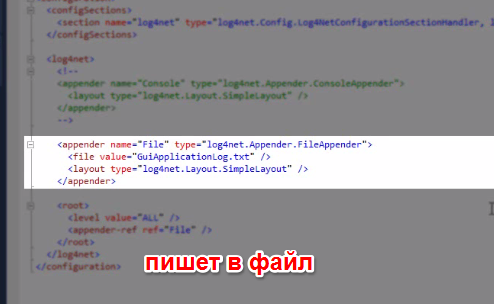 <configSections>
<section name="log4net" type="log4net.Config.Log4NetConfigurationSectionHandler,
</configSections>
<log4net>
<!--
<appender name="Console" type="log4net.Appender.ConsoleAppender">
<layout type="log4net.Layout.SimpleLayout" />
</appender>
-->
<appender name="File" type="log4net.Appender.FileAppender">
<file value="GuiApplicationLog.txt" />
<layout type="log4net.Layout.SimpleLayout" />
</appender>
<root>
<level value="ALL" />
<appender-ref ref="File" />
</root>
</log4net>
</configuration>
пишет в файл